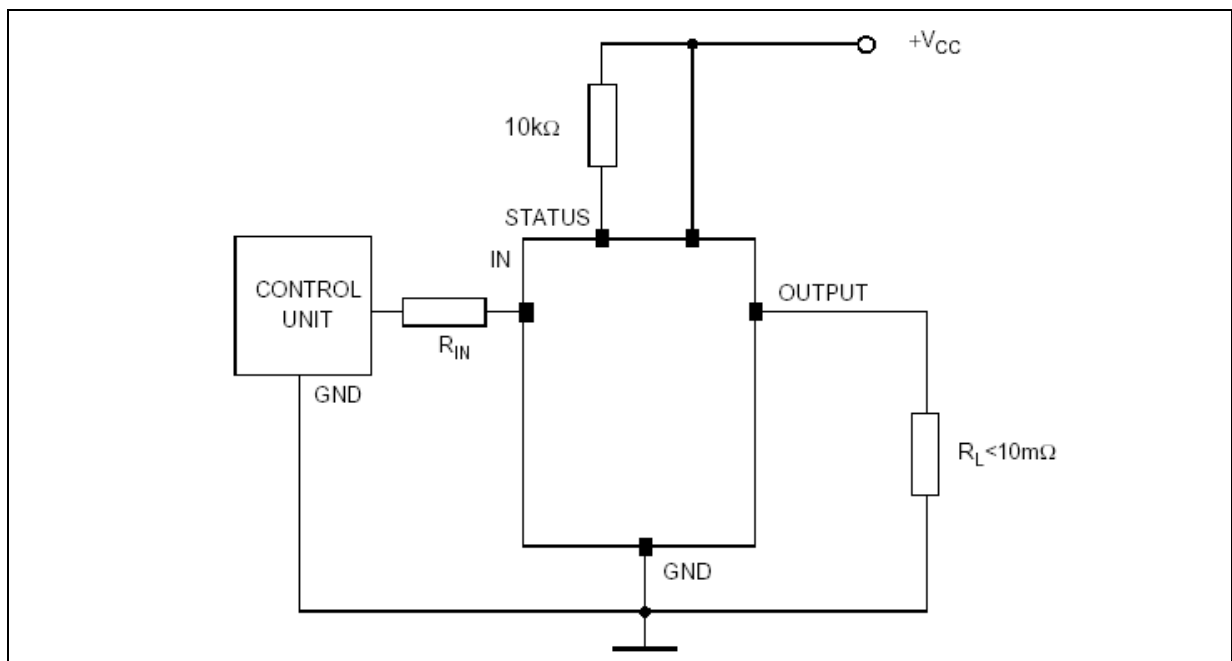 +VCC
10kΩ
STATUS
IN
CONTROL
UNIT
OUTPUT
RIN
GND
RL<10mΩ
GND